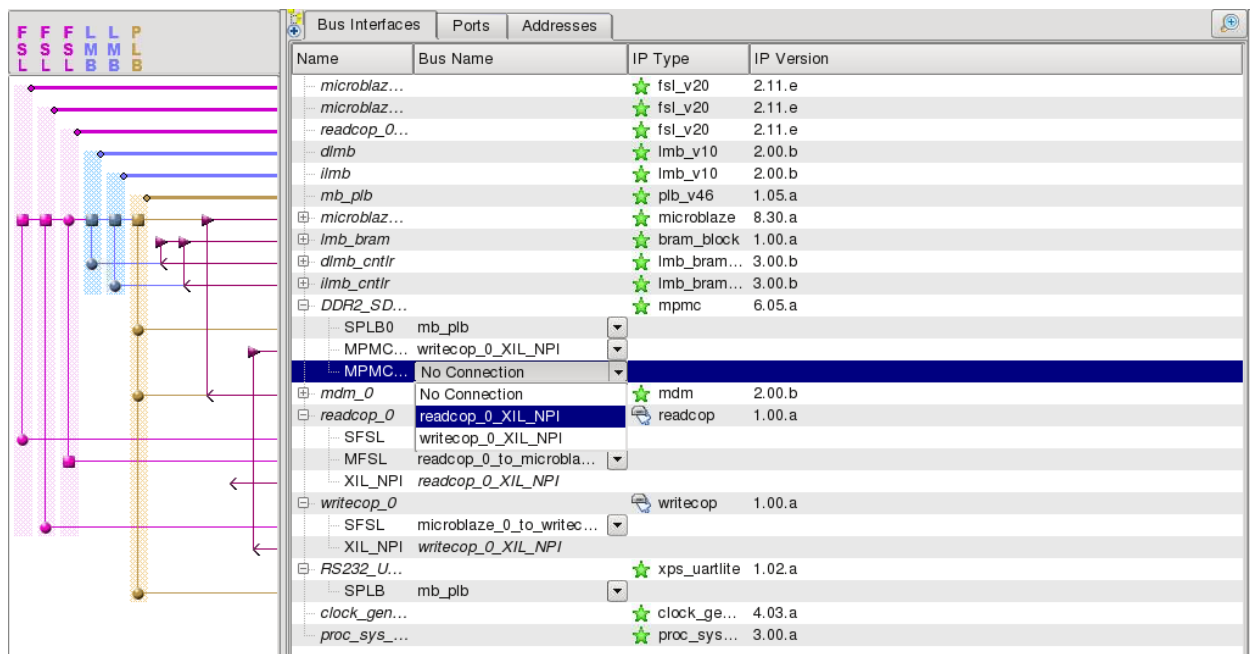 F F F L L P
S S S M M L
L L L B B B
Bus Interfaces Ports Addresses
Name Bus Name IP Type IP Version
microblaz... fsl_v20 2.11.e
microblaz... fsl_v20 2.11.e
readcop_0... fsl_v20 2.11.e
dlmb lmb_v10 2.00.b
ilmb lmb_v10 2.00.b
mb_plb plb_v46 1.05.a
microblaz... microblaze 8.30.a
lmb_bram bram_block 1.00.a
dlmb_cntlr lmb_bram... 3.00.b
ilmb_cntlr lmb_bram... 3.00.b
DDR2_SD... mpmc 6.05.a
SPLB0 mb_plb
MPMC... writecop_0_XIL_NPI
MPMC... No Connection
mdm_0 No Connection mdm 2.00.b
readcop_0 readcop_0_XIL_NPI readcop 1.00.a
SFSL writecop_0_XIL_NPI
MFSL readcop_0_to_microbla...
XIL_NPI readcop_0_XIL_NPI
writecop_0 writecop 1.00.a
SFSL microblaze_0_to_writec...
XIL_NPI writecop_0_XIL_NPI
RS232_U... xps_uartlite 1.02.a
SPLB mb_plb
clock_gen... clock_ge... 4.03.a
proc_sys_... proc_sys... 3.00.a